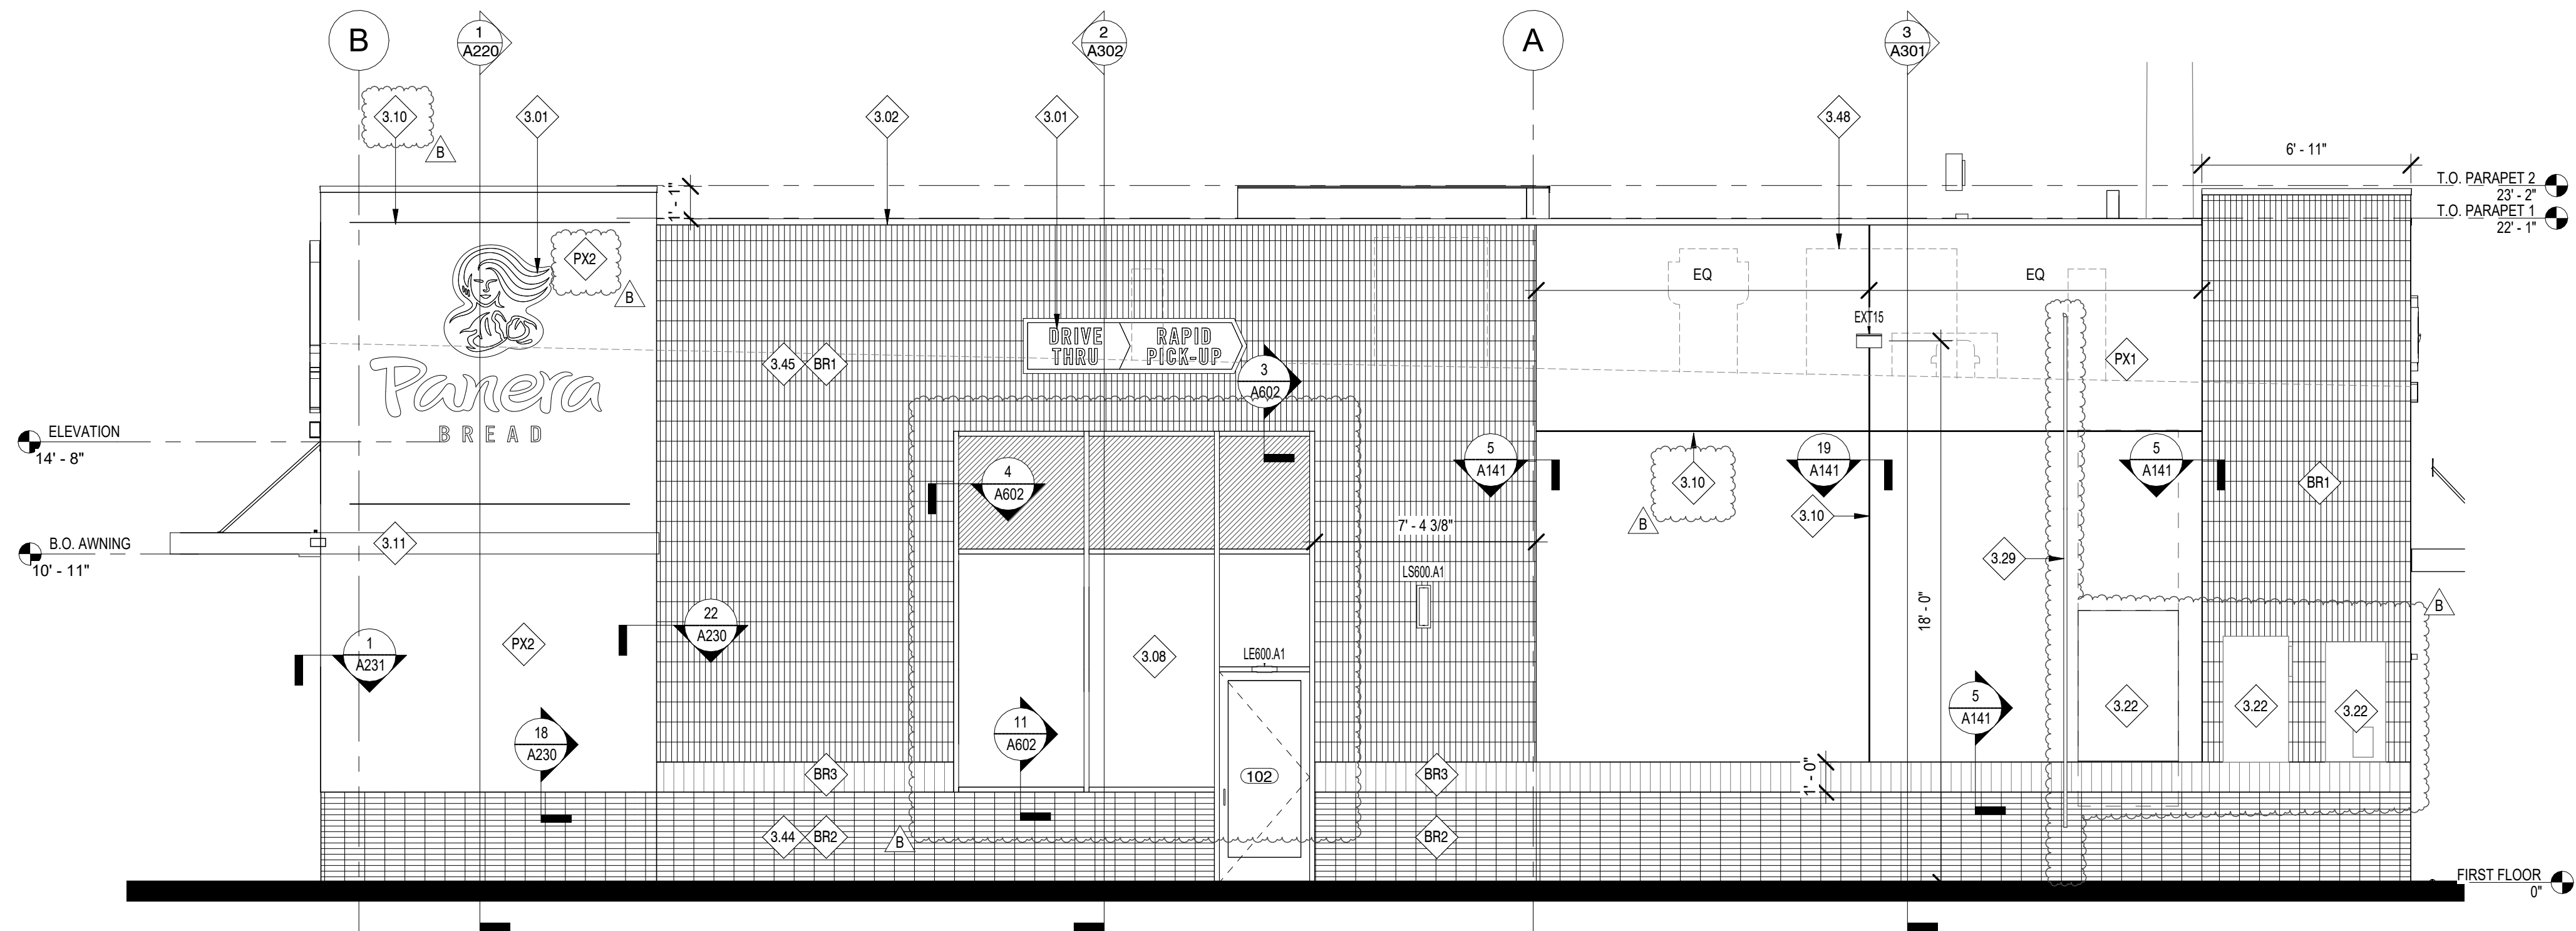 B
1
A220
2
A302
A
3
A301
3.10
B
3.01
3.02
3.01
3.48
6' - 11"
T.O. PARAPET 2
23' - 2"
T.O. PARAPET 1
22' - 1"
1' - 1"
PX2
B
EQ
EQ
EXT15
DRIVE
THRU
RAPID
PICK-UP
3.45
BR1
3
A602
PX1
Panera
BREAD
ELEVATION
14' - 8"
4
A602
5
A141
19
A141
5
A141
3.10
B
3.10
BR1
7' - 4 3/8"
B.O. AWNING
10' - 11"
3.11
3.29
LS600.A1
B
18' - 0"
22
A230
1
A231
PX2
3.08
LE600.A1
5
A141
3.22
3.22
3.22
18
A230
11
A602
102
BR3
BR3
1' - 0"
3.44
BR2
B
BR2
FIRST FLOOR
0"